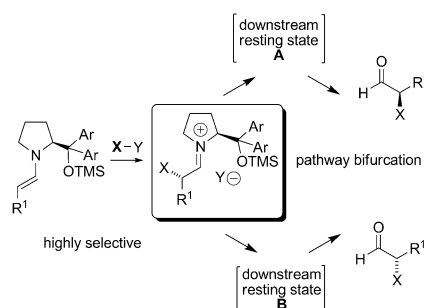 downstream
resting state
A
O
H
R
X
Ar
Ar
N
OTMS
R1
X–Y
highly selective
Ar
Ar
N
⊕
OTMS
X
Y⊖
R1
pathway bifurcation
O
H
R1
X
downstream
resting state
B